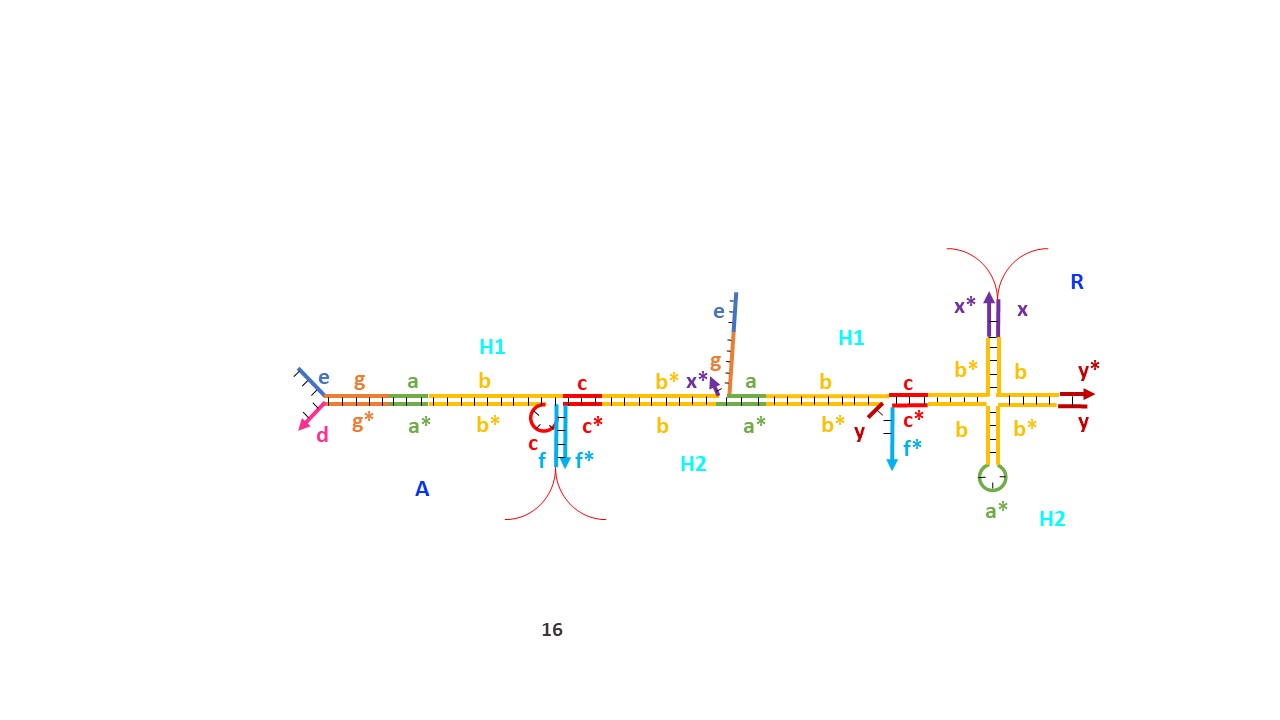 R
x* x
e H1
H1
b* b y*
e g a b c b* x* g a b c
g* a* b* c c* b a* b* y c* b b* y
d f f* H2 f*
A
a* H2
16